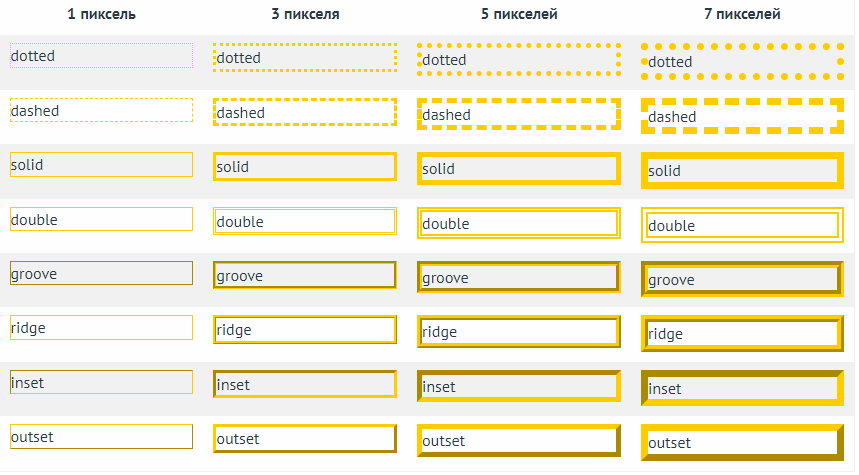 1 пиксель 3 пикселя 5 пикселей 7 пикселей
dotted dotted dotted dotted
dashed dashed dashed dashed
solid solid solid solid
double double double double
groove groove groove groove
ridge ridge ridge ridge
inset inset inset inset
outset outset outset outset